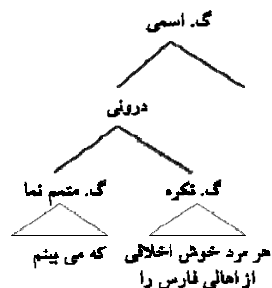 گ. اسمی
درونی
گ. نکره گ. متمم نما
هر مرد خوش اخلاقی که می بینم
از اهالی فارس را